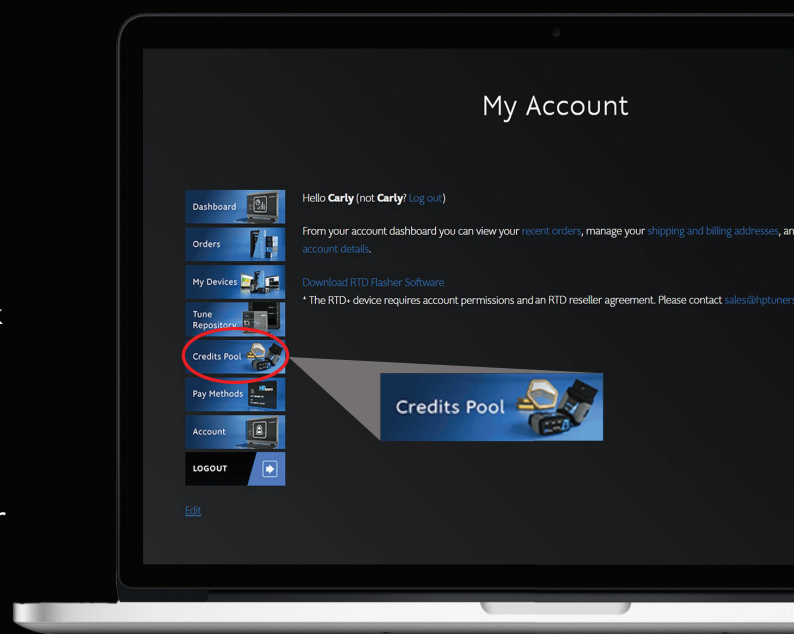 My Account
Dashboard
Orders
My Devices
Tune
Repository
Credits Pool
Pay Methods
Account
LOGOUT
Edit
Hello Carly (not Carly? Log out)
From your account dashboard you can view your recent orders, manage your shipping and billing addresses, an
account details.
Download RTD Flasher Software
* The RTD+ device requires account permissions and an RTD reseller agreement. Please contact sales@hptuners
Credits Pool
k
r